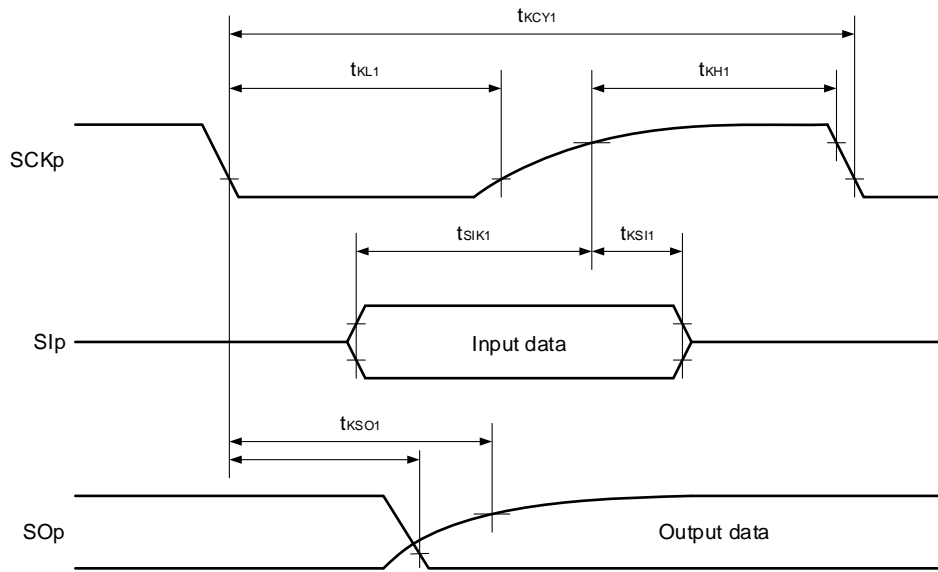 tKCY1
tKL1
tKH1
SCKp
tSIK1
tKSI1
SIp
Input data
tKSO1
SOp
Output data